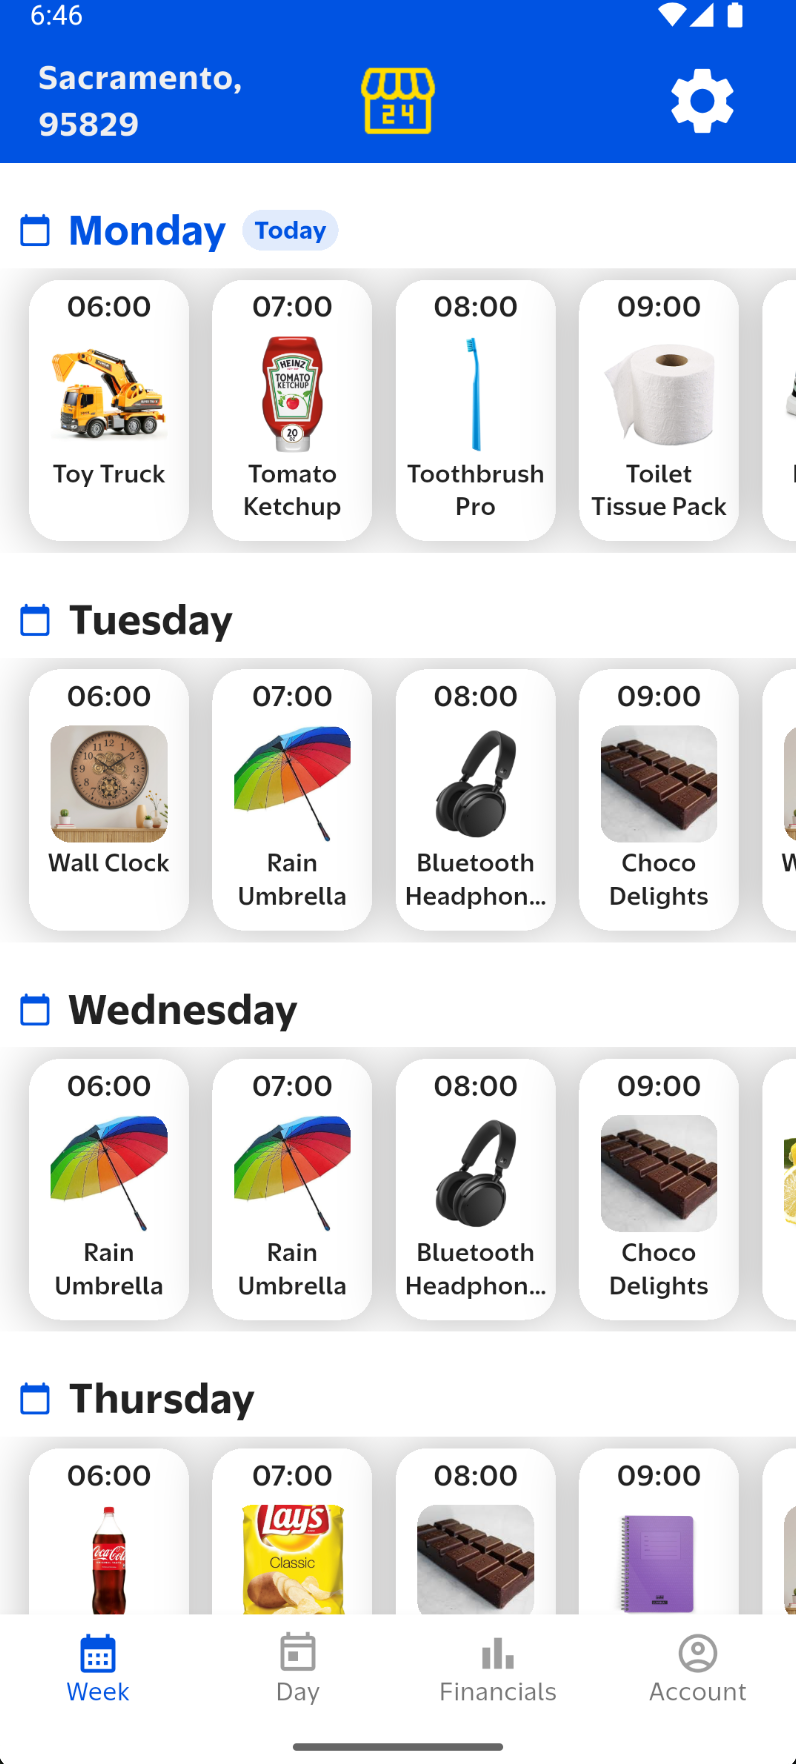 6:46
Sacramento,
95829
24
Monday
Today
06:00
07:00
08:00
09:00
HEINZ
TOMATO
KETCHUP
20
OZ
Toy Truck
Tomato
Ketchup
Toothbrush
Pro
Toilet
Tissue Pack
Tuesday
06:00
07:00
08:00
09:00
Wall Clock
Rain
Umbrella
Bluetooth
Headphon...
Choco
Delights
W
Wednesday
06:00
07:00
08:00
09:00
Rain
Umbrella
Rain
Umbrella
Bluetooth
Headphon...
Choco
Delights
Thursday
06:00
07:00
08:00
09:00
Coca-Cola
Lay's
Classic
Week
Day
Financials
Account